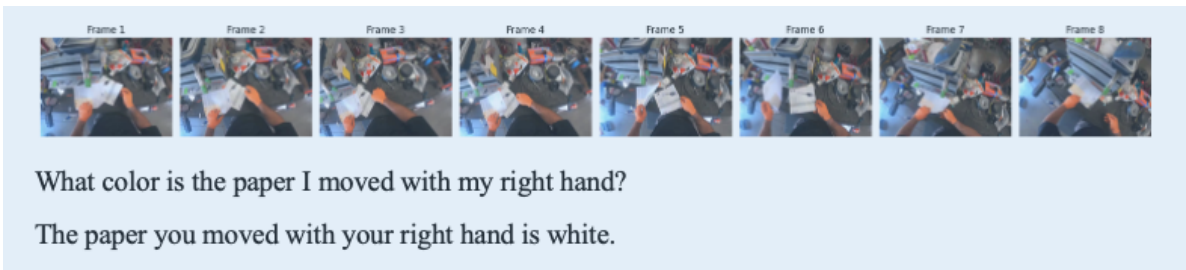 Frame 1 Frame 2 Frame 3 Frame 4 Frame 5 Frame 6 Frame 7 Frame 8
What color is the paper I moved with my right hand?
The paper you moved with your right hand is white.